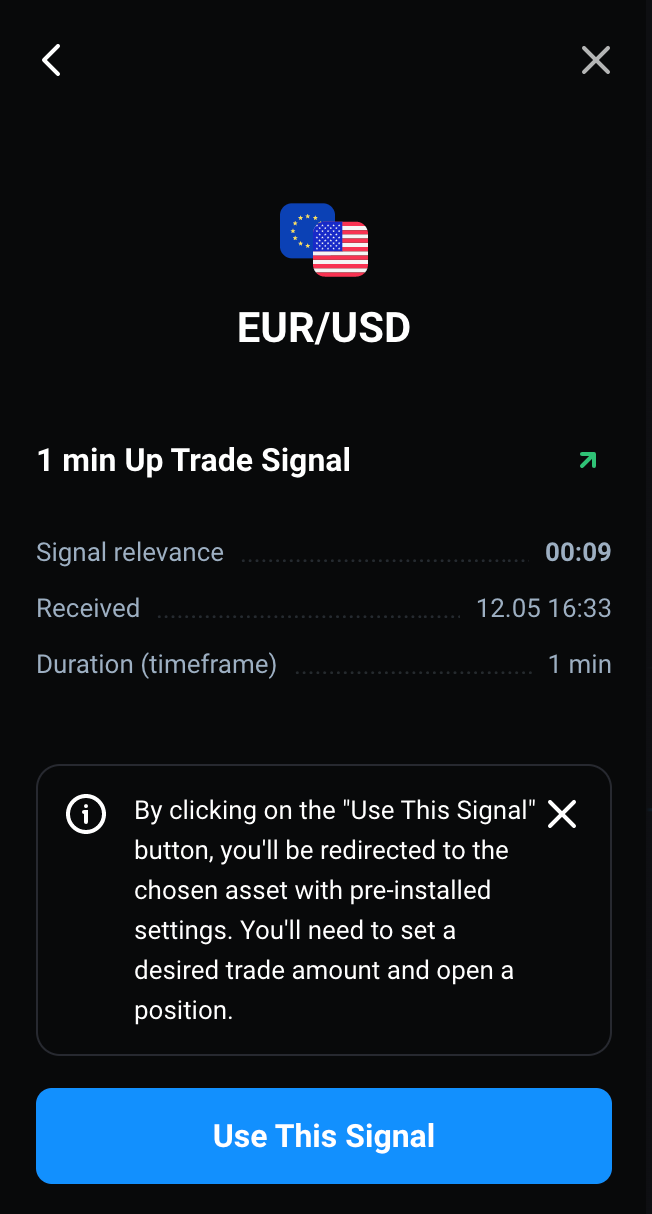 EUR/USD
1 min Up Trade Signal
Signal relevance 00:09
Received 12.05 16:33
Duration (timeframe) 1 min
By clicking on the "Use This Signal"
button, you'll be redirected to the
chosen asset with pre-installed
settings. You'll need to set a
desired trade amount and open a
position.
Use This Signal